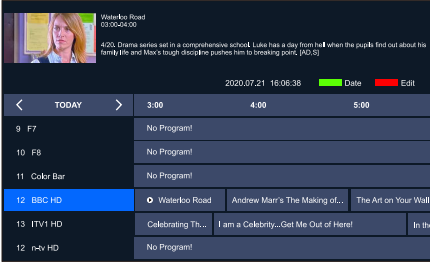 Waterloo Road
03:00-04:00
4/20. Drama series set in a comprehensive school. Luke has a day from hell when the pupils find out about his
family life and Max's tough discipline pushes him to breaking point. [AD,S]
2020.07.21 16:06:38 Date Edit
TODAY 3:00 4:00 5:00
9 F7 No Program!
10 F8 No Program!
11 Color Bar No Program!
12 BBC HD Waterloo Road Andrew Marr's The Making of... The Art on Your Wall
13 ITV1 HD Celebrating Th... I am a Celebrity...Get Me Out of Here! In the
12 n-tv HD No Program!